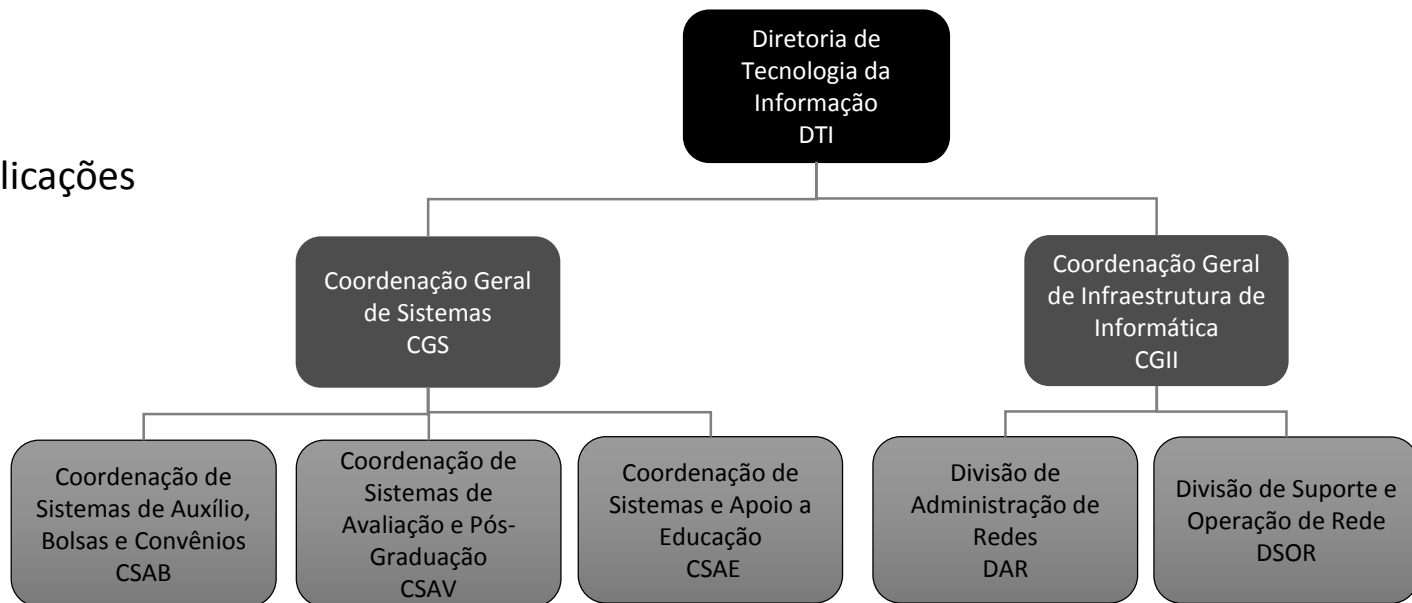 Diretoria de
Tecnologia da
Informação
DTI
licações
Coordenação Geral
de Sistemas
CGS
Coordenação Geral
de Infraestrutura de
Informática
CGII
Coordenação de
Sistemas de Auxílio,
Bolsas e Convênios
CSAB
Coordenação de
Sistemas de
Avaliação e Pós-
Graduação
CSAV
Coordenação de
Sistemas e Apoio a
Educação
CSAE
Divisão de
Administração de
Redes
DAR
Divisão de Suporte e
Operação de Rede
DSOR